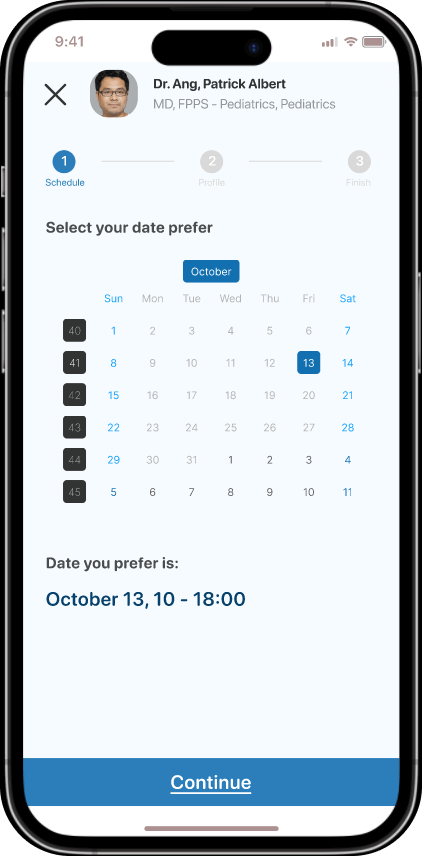 9:41
Dr. Ang, Patrick Albert
MD, FPPS - Pediatrics, Pediatrics
1 2 3
Schedule Profile Finish
Select your date prefer
October
Sun Mon Tue Wed Thu Fri Sat
40 1 2 3 4 5 6 7
41 8 9 10 11 12 13 14
42 15 16 17 18 19 20 21
43 22 23 24 25 26 27 28
44 29 30 31 1 2 3 4
45 5 6 7 8 9 10 11
Date you prefer is:
October 13, 10 - 18:00
Continue